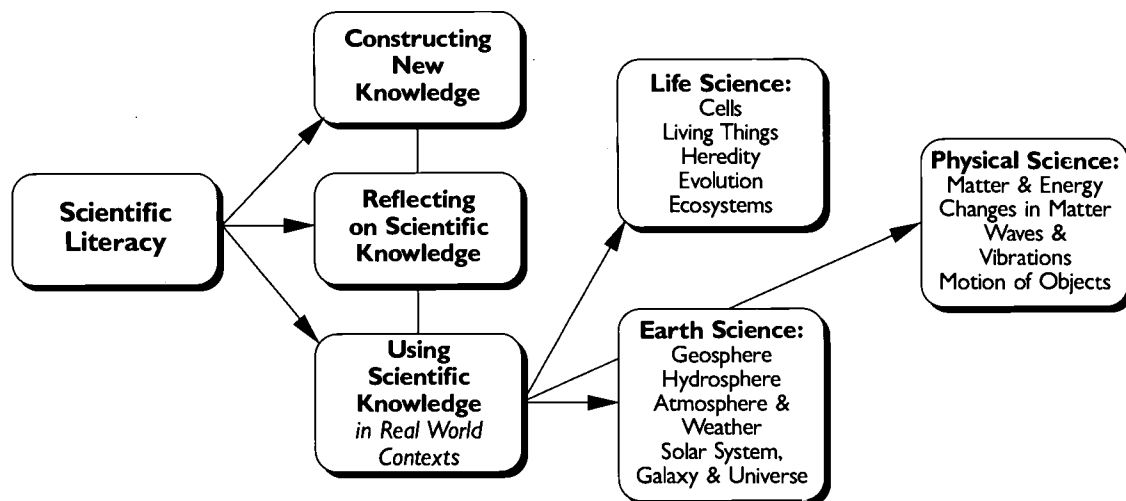 Scientific
Literacy
Constructing
New
Knowledge
Reflecting
on Scientific
Knowledge
Using
Scientific
Knowledge
in Real World
Contexts
Life Science:
Cells
Living Things
Heredity
Evolution
Ecosystems
Earth Science:
Geosphere
Hydrosphere
Atmosphere &
Weather
Solar System,
Galaxy & Universe
Physical Science:
Matter & Energy
Changes in Matter
Waves &
Vibrations
Motion of Objects